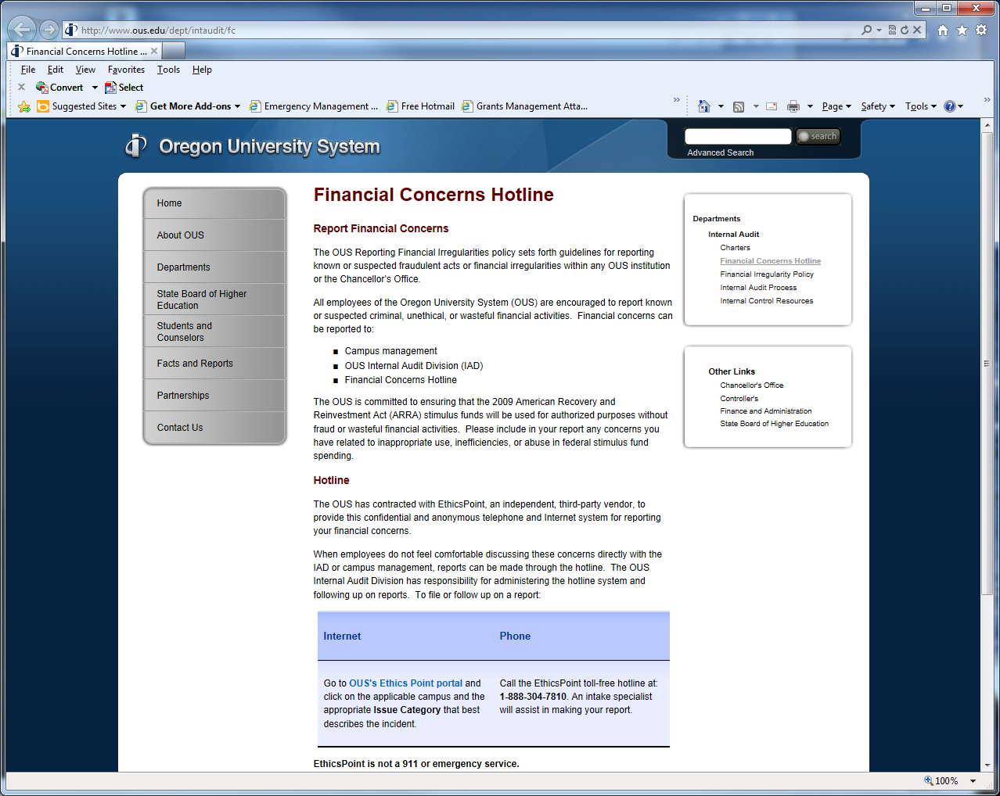 http://www.ous.edu/dept/intaudit/fc
Financial Concerns Hotline ...
File Edit View Favorites Tools Help
Convert Select
Suggested Sites Get More Add-ons Emergency Management ... Free Hotmail Grants Management Atta... Page Safety Tools
Oregon University System
search
Advanced Search
Home
About OUS
Departments
State Board of Higher
Education
Students and
Counselors
Facts and Reports
Partnerships
Contact Us
Financial Concerns Hotline
Report Financial Concerns
The OUS Reporting Financial Irregularities policy sets forth guidelines for reporting
known or suspected fraudulent acts or financial irregularities within any OUS institution
or the Chancellor's Office.
All employees of the Oregon University System (OUS) are encouraged to report known
or suspected criminal, unethical, or wasteful financial activities. Financial concerns can
be reported to:
Campus management
OUS Internal Audit Division (IAD)
Financial Concerns Hotline
The OUS is committed to ensuring that the 2009 American Recovery and
Reinvestment Act (ARRA) stimulus funds will be used for authorized purposes without
fraud or wasteful financial activities. Please include in your report any concerns you
have related to inappropriate use, inefficiencies, or abuse in federal stimulus fund
spending.
Hotline
The OUS has contracted with EthicsPoint, an independent, third-party vendor, to
provide this confidential and anonymous telephone and Internet system for reporting
your financial concerns.
When employees do not feel comfortable discussing these concerns directly with the
IAD or campus management, reports can be made through the hotline. The OUS
Internal Audit Division has responsibility for administering the hotline system and
following up on reports. To file or follow up on a report:
Internet
Go to OUS's Ethics Point portal and
click on the applicable campus and the
appropriate Issue Category that best
describes the incident.
Phone
Call the EthicsPoint toll-free hotline at:
1-888-304-7810. An intake specialist
will assist in making your report.
EthicsPoint is not a 911 or emergency service.
Departments
Internal Audit
Charters
Financial Concerns Hotline
Financial Irregularity Policy
Internal Audit Process
Internal Control Resources
Other Links
Chancellor's Office
Controller's
Finance and Administration
State Board of Higher Education
100%